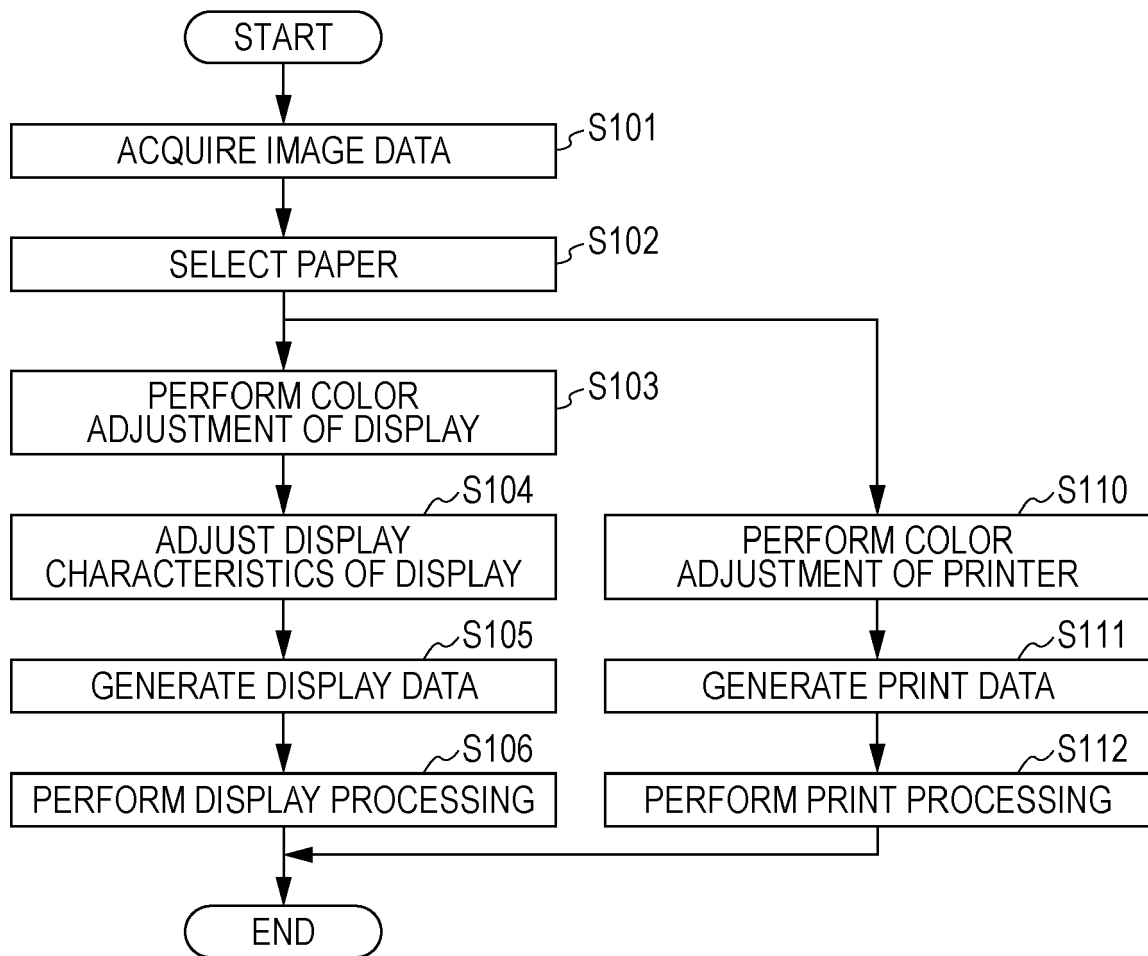 START
ACQUIRE IMAGE DATA
S101
SELECT PAPER
S102
PERFORM COLOR
ADJUSTMENT OF DISPLAY
S103
ADJUST DISPLAY
CHARACTERISTICS OF DISPLAY
S104
GENERATE DISPLAY DATA
S105
PERFORM DISPLAY PROCESSING
S106
PERFORM COLOR
ADJUSTMENT OF PRINTER
S110
GENERATE PRINT DATA
S111
PERFORM PRINT PROCESSING
S112
END